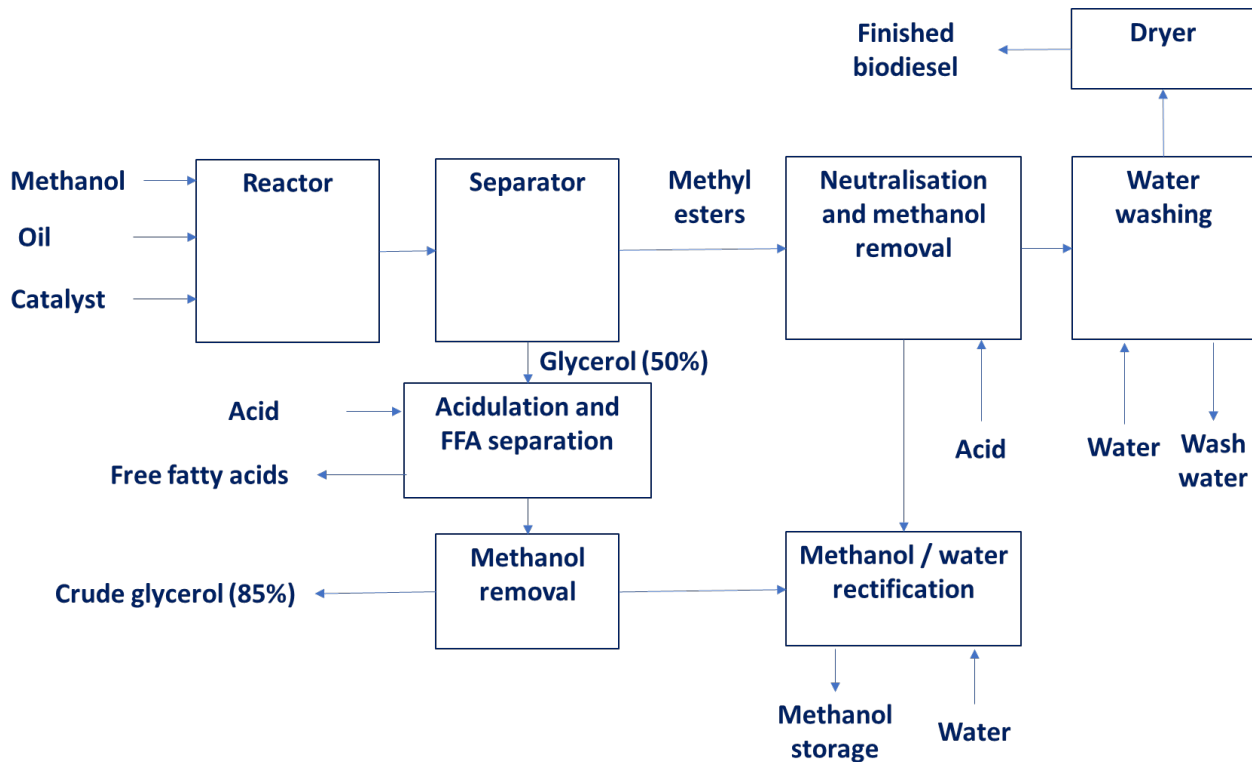 Finished
biodiesel
Dryer
Methanol
Oil
Catalyst
Reactor
Separator
Methyl
esters
Neutralisation
and methanol
removal
Water
washing
Glycerol (50%)
Acid
Acidulation and
FFA separation
Free fatty acids
Acid
Water
Wash
water
Crude glycerol (85%)
Methanol
removal
Methanol / water
rectification
Methanol
storage
Water